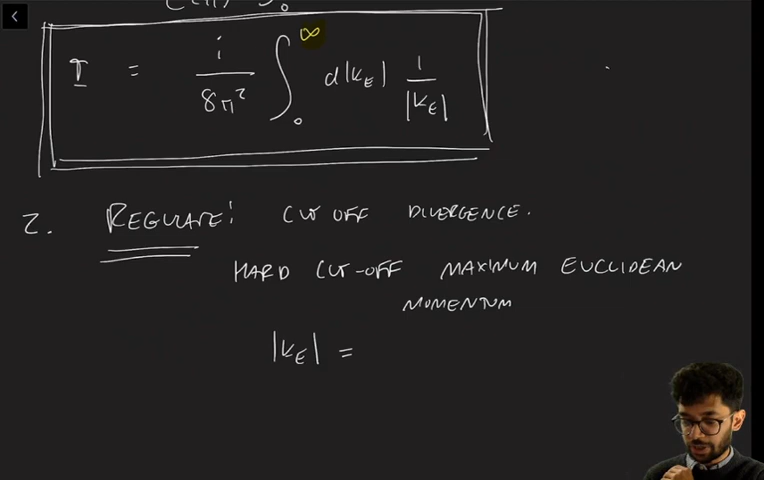 I = i/8π² ∫₀^∞ d|k_E| 1/|k_E|
2. REGULATE! CUT OFF DIVERGENCE.
HARD CUT-OFF MAXIMUM EUCLIDEAN
MOMENTUM
|k_E| =